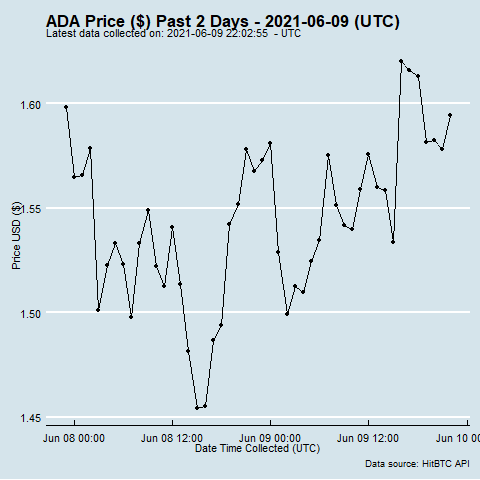 ADA Price ($) Past 2 Days - 2021-06-09 (UTC)
Latest data collected on: 2021-06-09 22:02:55 - UTC
Price USD ($)
1.60
1.55
1.50
1.45
Jun 08 00:00 Jun 08 12:00 Jun 09 00:00 Jun 09 12:00 Jun 10 00
Date Time Collected (UTC)
Data source: HitBTC API